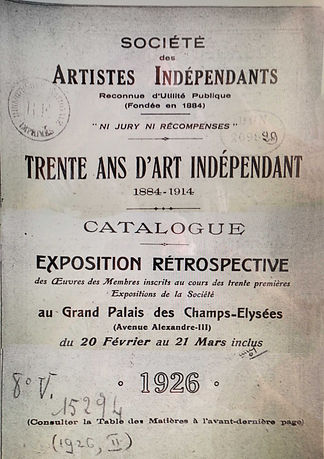 SOCIÉTÉ
des
ARTISTES INDÉPENDANTS
Reconnue d'Utilité Publique
(Fondée en 1884)
"NI JURY NI RÉCOMPENSES"
TRENTE ANS D'ART INDÉPENDANT
1884-1914
CATALOGUE
EXPOSITION RÉTROSPECTIVE
des Œuvres des Membres inscrits au cours des trente premières
Expositions de la Société
au Grand Palais des Champs-Elysées
(Avenue Alexandre-III)
du 20 Février au 21 Mars inclus
1926
8° V.
15294
(Consulter la Table des Matières à l'avant-dernière page)
(1926, II)